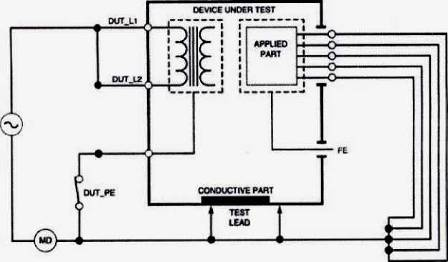 DEVICE UNDER TEST
DUT_L1
APPLIED
PART
DUT_L2
FE
DUT_PE
CONDUCTIVE PART
TEST
LEAD
MD